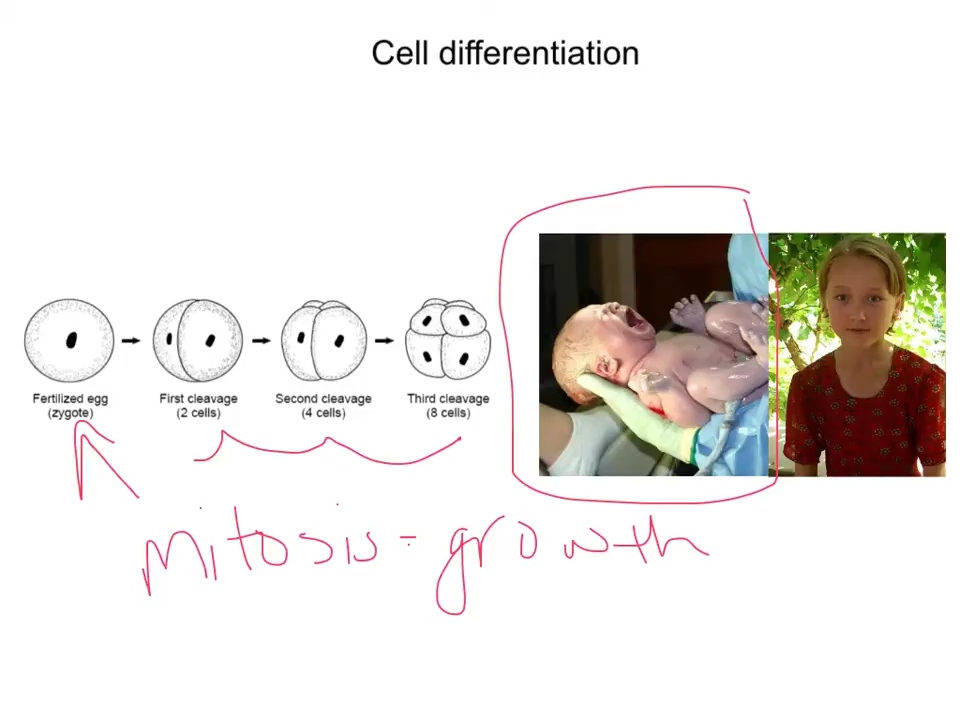 Cell differentiation
Fertilized egg
(zygote)
First cleavage
(2 cells)
Second cleavage
(4 cells)
Third cleavage
(8 cells)
mitosis = growth